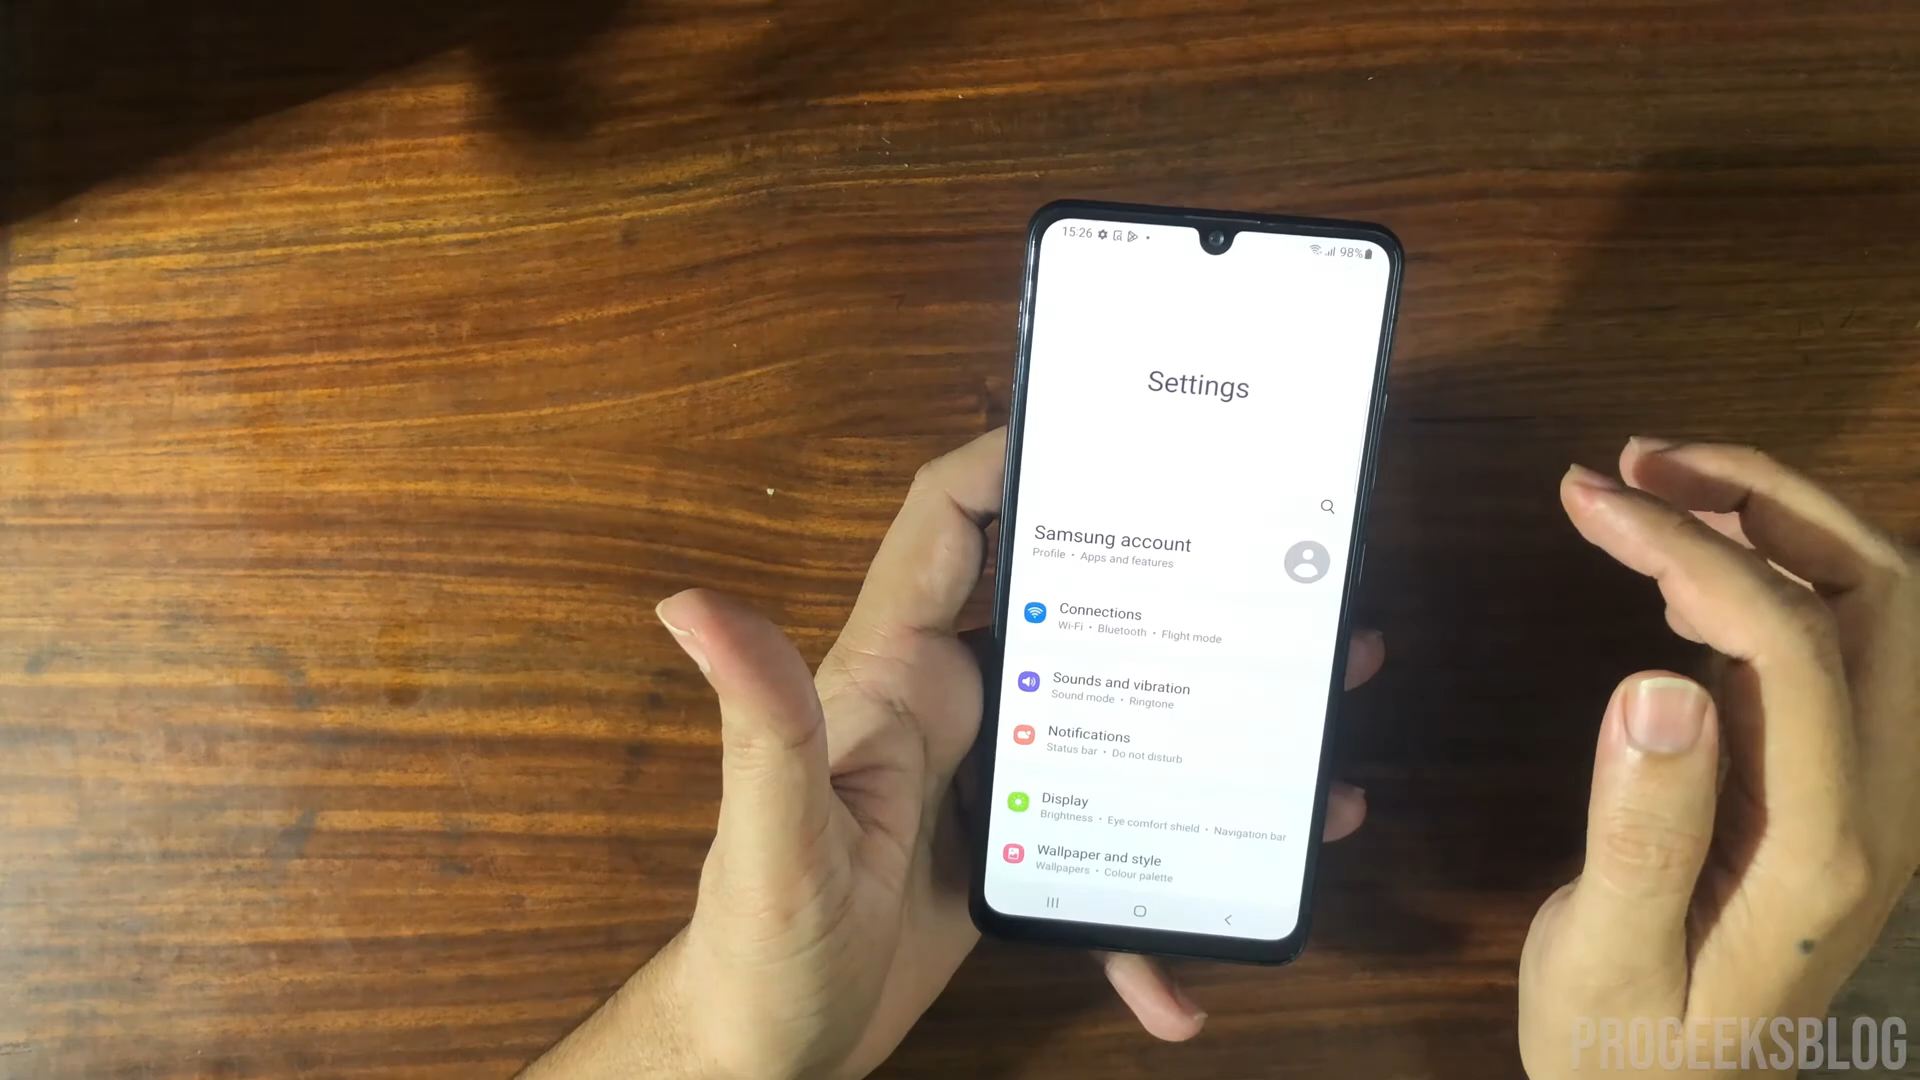 15:26
98%
Settings
Samsung account
Profile • Apps and features
Connections
Wi-Fi • Bluetooth • Flight mode
Sounds and vibration
Sound mode • Ringtone
Notifications
Status bar • Do not disturb
Display
Brightness • Eye comfort shield • Navigation bar
Wallpaper and style
Wallpapers • Colour palette
PROGEEKSBLOG